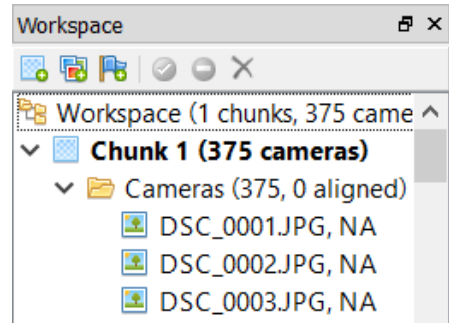 Workspace
Workspace (1 chunks, 375 came
Chunk 1 (375 cameras)
Cameras (375, 0 aligned)
DSC_0001.JPG, NA
DSC_0002.JPG, NA
DSC_0003.JPG, NA